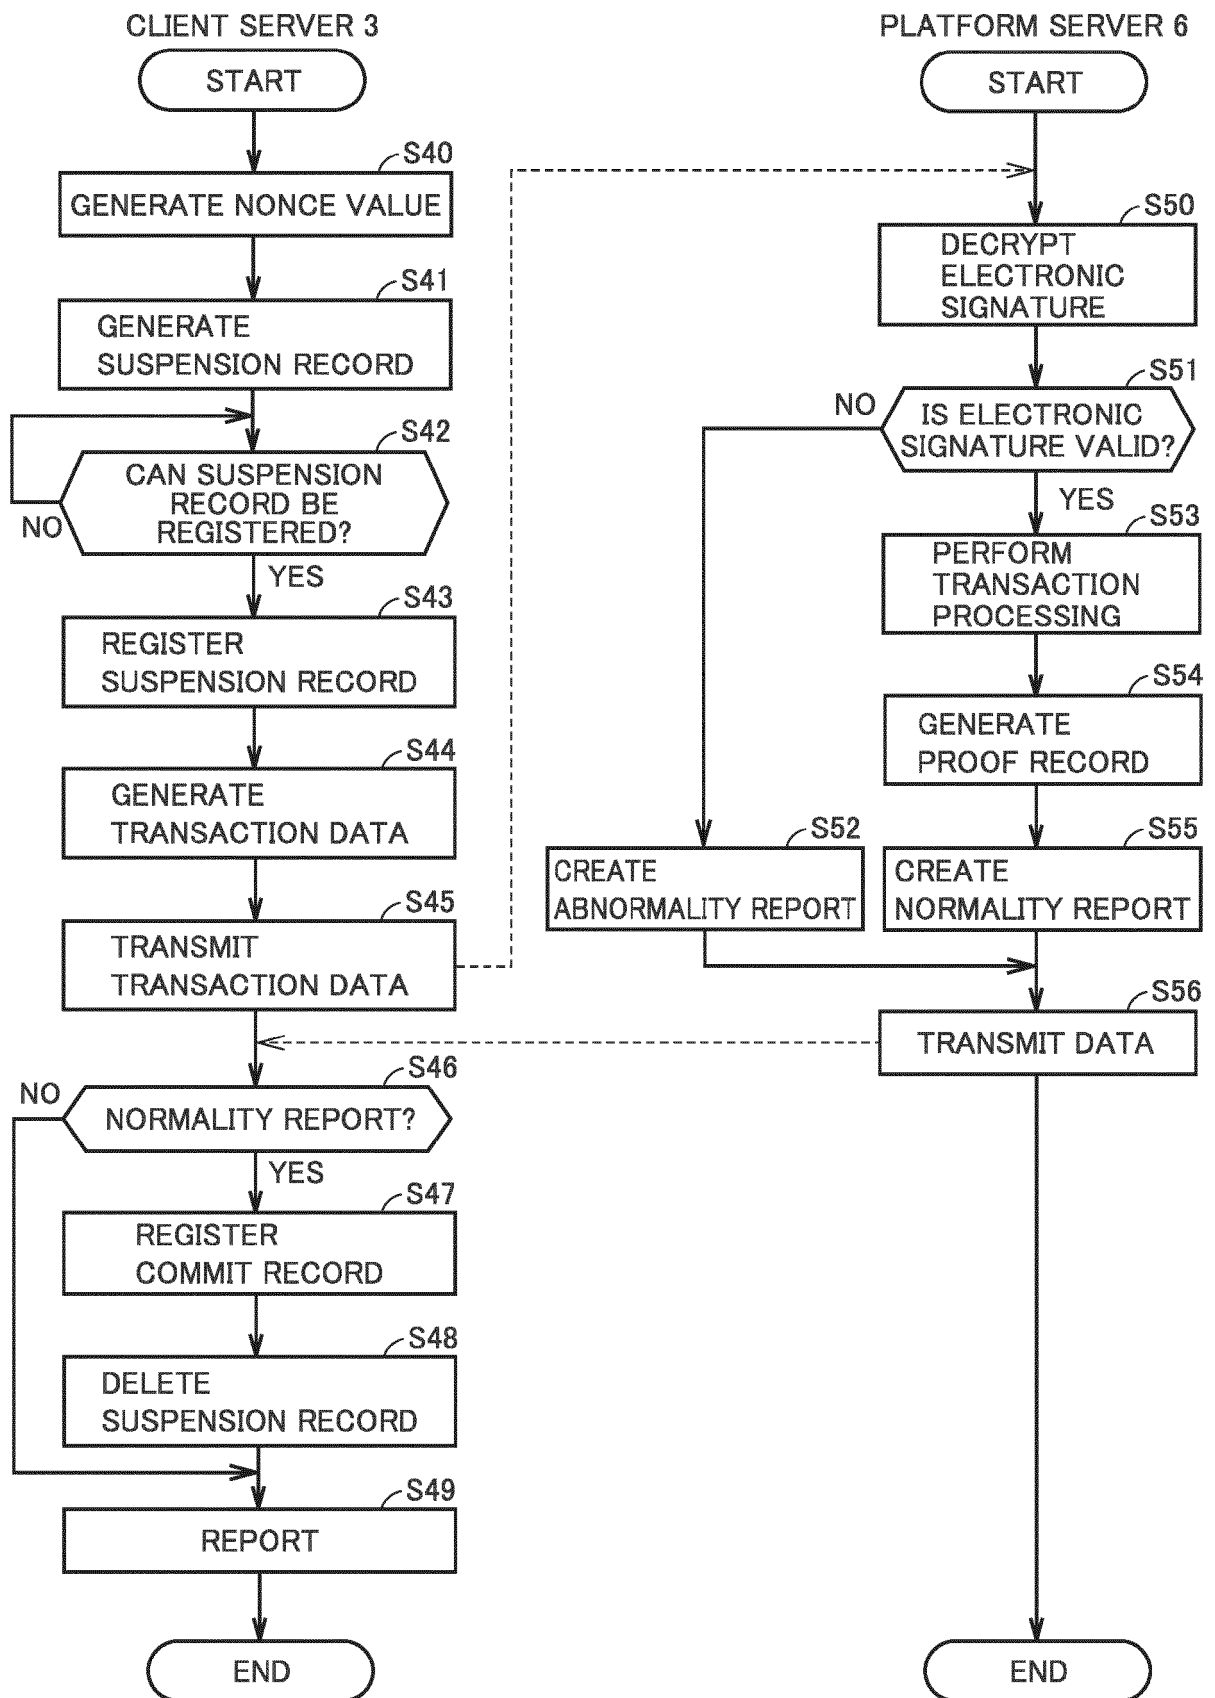 CLIENT SERVER 3
START
S40
GENERATE NONCE VALUE
S41
GENERATE
SUSPENSION RECORD
S42
CAN SUSPENSION
RECORD BE
REGISTERED?
NO
YES
S43
REGISTER
SUSPENSION RECORD
S44
GENERATE
TRANSACTION DATA
S45
TRANSMIT
TRANSACTION DATA
S46
NO
NORMALITY REPORT?
YES
S47
REGISTER
COMMIT RECORD
S48
DELETE
SUSPENSION RECORD
S49
REPORT
END
PLATFORM SERVER 6
START
S50
DECRYPT
ELECTRONIC
SIGNATURE
S51
NO
IS ELECTRONIC
SIGNATURE VALID?
YES
S53
PERFORM
TRANSACTION
PROCESSING
S54
GENERATE
PROOF RECORD
S52
CREATE
ABNORMALITY REPORT
S55
CREATE
NORMALITY REPORT
S56
TRANSMIT DATA
END